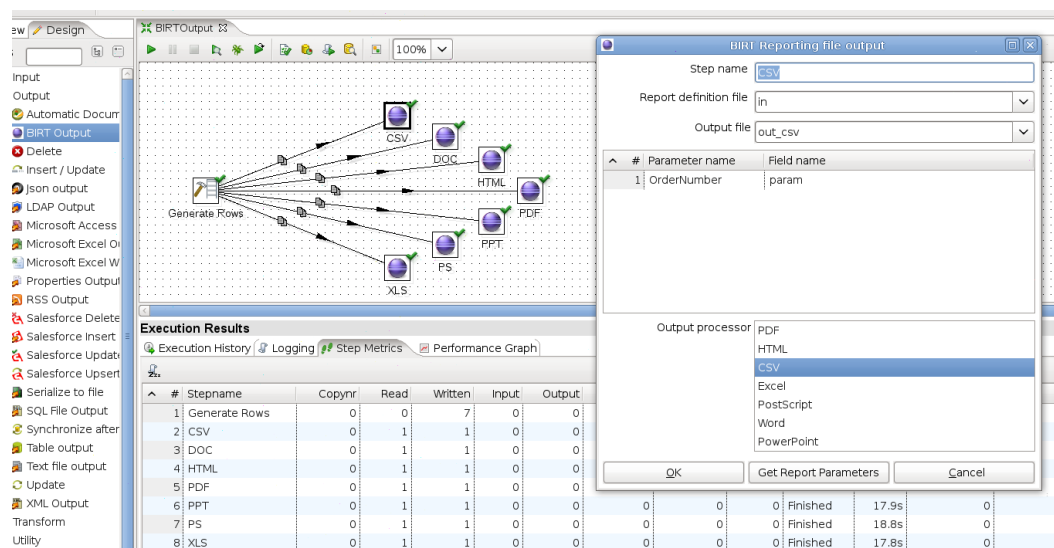 ew Design
BIRTOutput
100%
Input
Output
Automatic Docum
BIRT Output
Delete
Insert / Update
Json output
LDAP Output
Microsoft Access
Microsoft Excel O
Microsoft Excel W
Properties Output
RSS Output
Salesforce Delete
Salesforce Insert
Salesforce Update
Salesforce Upsert
Serialize to file
SQL File Output
Synchronize after
Table output
Text file output
Update
XML Output
Transform
Utility
CSV
DOC
HTML
Generate Rows
PDF
PPT
PS
XLS
Execution Results
Execution History Logging Step Metrics Performance Graph
# Stepname Copynr Read Written Input Output
1 Generate Rows 0 0 7 0 0
2 CSV 0 1 1 0 0
3 DOC 0 1 1 0 0
4 HTML 0 1 1 0 0
5 PDF 0 1 1 0 0
6 PPT 0 1 1 0 0 0 0 0 Finished 17.9s 0
7 PS 0 1 1 0 0 0 0 0 Finished 18.8s 0
8 XLS 0 1 1 0 0 0 0 0 Finished 17.8s 0
BIRT Reporting file output
Step name CSV
Report definition file in
Output file out_csv
# Parameter name Field name
1 OrderNumber param
Output processor PDF
HTML
CSV
Excel
PostScript
Word
PowerPoint
OK Get Report Parameters Cancel